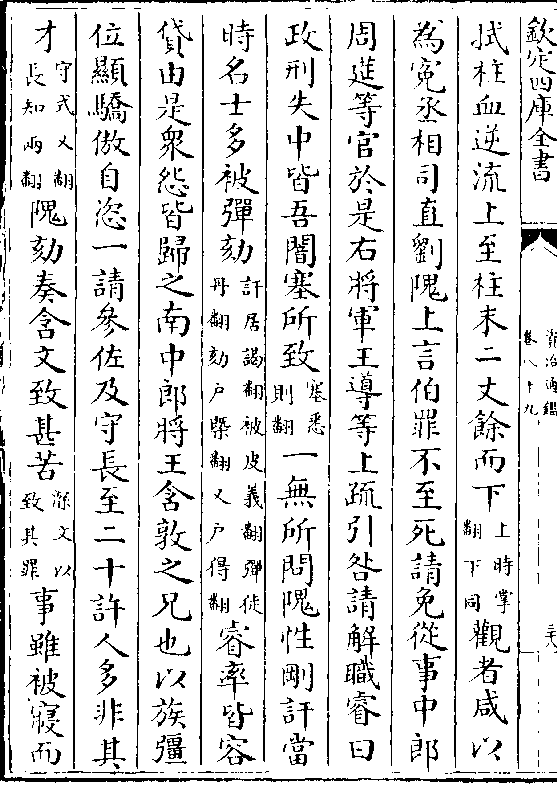 欽定四庫全書
資治通鑑
卷八十九
拭柱血逆流上至柱末二丈餘而下上時掌翻下同觀者咸以
為寃丞相司直劉隗上言伯罪不至死請免從事中郎
周莚等官於是右將軍王導等上疏引咎請解職睿曰
政刑失中皆吾闇塞所致塞悉則翻一無所問隗性剛訐當
時名士多被彈劾訐居謁翻被皮義翻彈徒丹翻劾戶槩翻又戶得翻睿率皆容
貸由是衆怨皆歸之南中郎將王含敦之兄也以族彊
位顯驕傲自恣一請參佐及守長至二十許人多非其
才守式又翻長知兩翻隗劾奏含文致甚苦深文以致其罪事雖被寢而